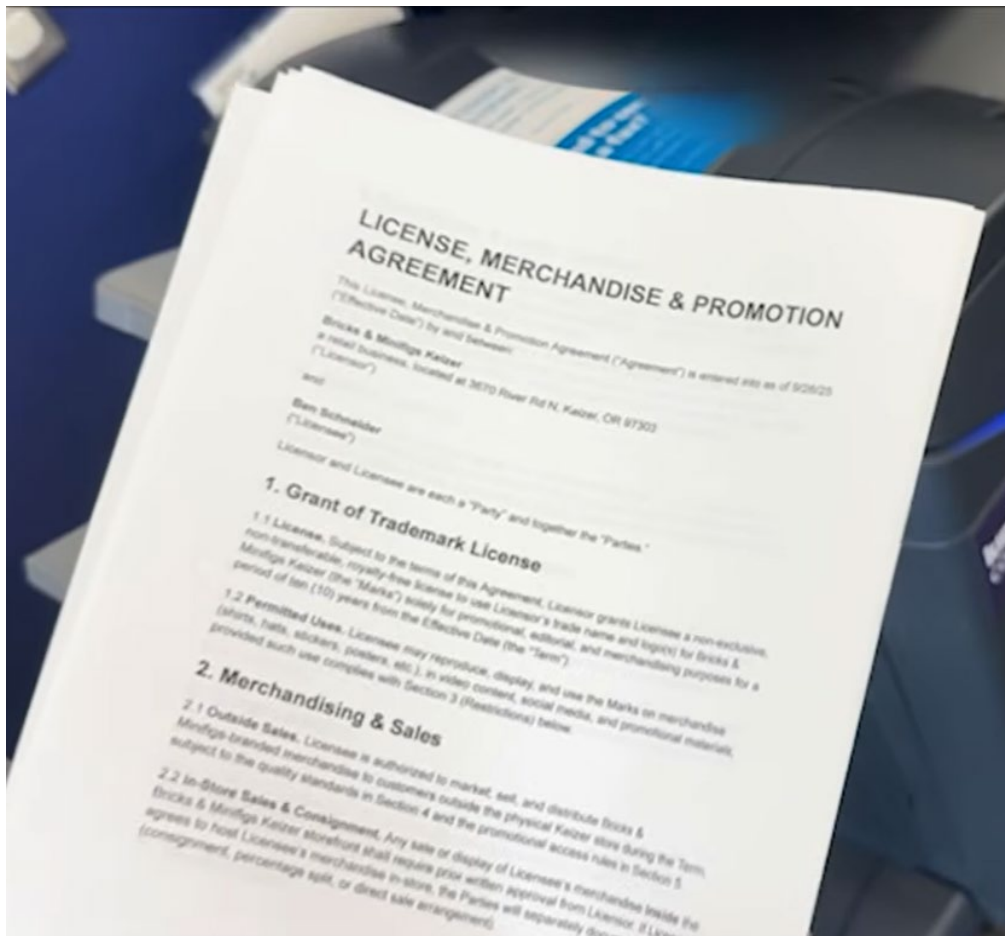 LICENSE, MERCHANDISE & PROMOTION
AGREEMENT
This License, Merchandise & Promotion Agreement ("Agreement") is entered into as of 9/26/25
("Effective Date") by and between:
Bricks & Minifigs Keizer
a retail business, located at 3670 River Rd N, Keizer, OR 97303
("Licensor")
and
Ben Schneider
("Licensee")
Licensor and Licensee are each a "Party" and together the "Parties."
1. Grant of Trademark License
1.1 License. Subject to the terms of this Agreement, Licensor grants Licensee a non-exclusive,
non-transferable, royalty-free license to use Licensor's trade name and logo(s) for Bricks &
Minifigs Keizer (the "Marks") solely for promotional, editorial, and merchandising purposes for a
period of ten (10) years from the Effective Date (the "Term").
1.2 Permitted Uses. Licensee may reproduce, display, and use the Marks on merchandise
(shirts, hats, stickers, posters, etc.), in video content, social media, and promotional materials,
provided such use complies with Section 3 (Restrictions) below.
2. Merchandising & Sales
2.1 Outside Sales. Licensee is authorized to market, sell, and distribute Bricks &
Minifigs-branded merchandise to customers outside the physical Keizer store during the Term,
subject to the quality standards in Section 4 and the promotional access rules in Section 5.
2.2 In-Store Sales & Consignment. Any sale or display of Licensee's merchandise inside the
Bricks & Minifigs Keizer storefront shall require prior written approval from Licensor. If
agrees to host Licensee's merchandise in-store, the Parties will separately
(consignment, percentage split, or direct sale arrangement)